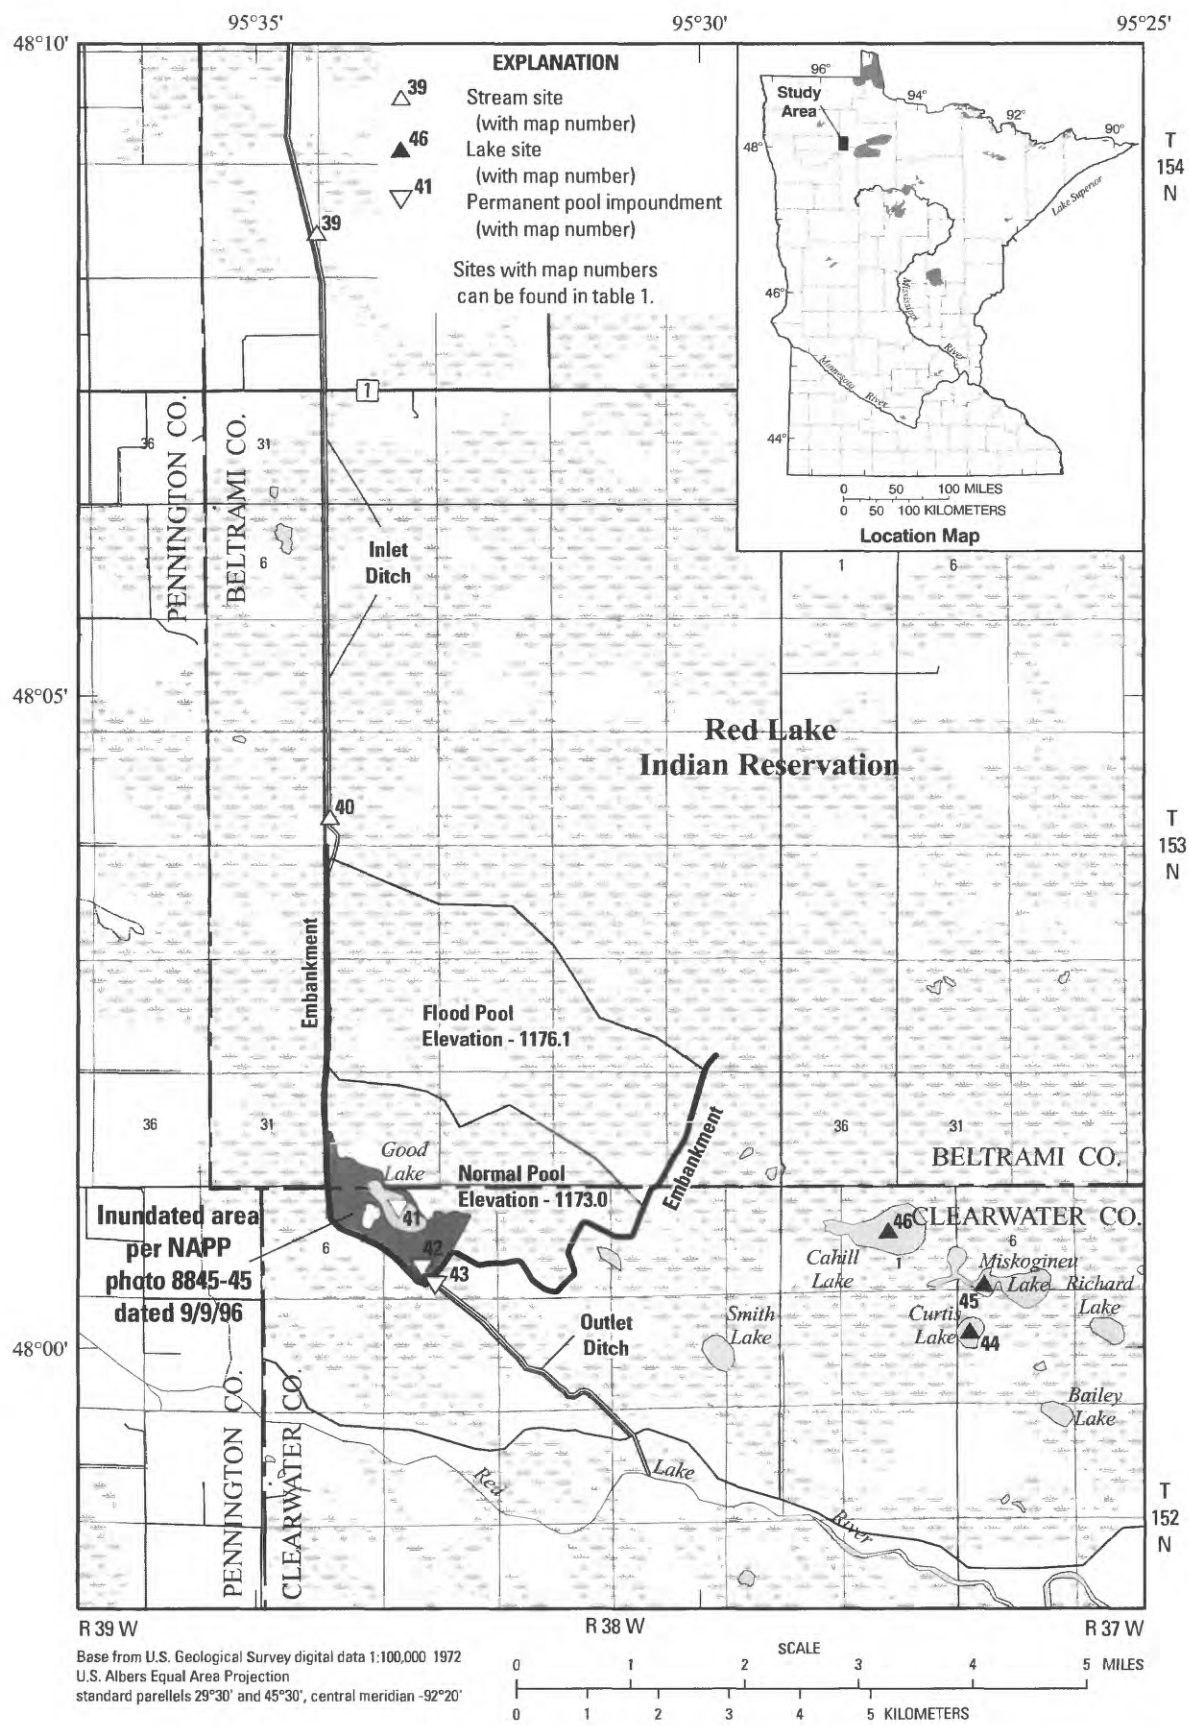 95°35'
95°30'
95°25'
48°10'
EXPLANATION
39
Stream site
(with map number)
46
Lake site
(with map number)
41
Permanent pool impoundment
(with map number)
Sites with map numbers
can be found in table 1.
96°
94°
92°
90°
Study
Area
48°
Lake Superior
46°
Mississippi
River
Minnesota
River
44°
0 50 100 MILES
0 50 100 KILOMETERS
Location Map
T
154
N
39
1
PENNINGTON CO.
BELTRAMI CO.
36
31
6
1
6
Inlet
Ditch
48°05'
Red Lake
Indian Reservation
40
T
153
N
Embankment
Flood Pool
Elevation - 1176.1
Embankment
36
31
36
31
Good
Lake
BELTRAMI CO.
Normal Pool
Elevation - 1173.0
41
Inundated area
per NAPP
photo 8845-45
dated 9/9/96
6
42
43
46
CLEARWATER CO.
6
1
Cahill
Lake
Miskogineu
Lake
45
Richard
Lake
Curtis
Lake
44
Smith
Lake
Outlet
Ditch
48°00'
Bailey
Lake
PENNINGTON CO.
CLEARWATER CO.
Red
Lake
River
T
152
N
R 39 W
R 38 W
R 37 W
Base from U.S. Geological Survey digital data 1:100,000 1972
U.S. Albers Equal Area Projection
standard parellels 29°30' and 45°30', central meridian -92°20'
SCALE
0 1 2 3 4 5 MILES
0 1 2 3 4 5 KILOMETERS